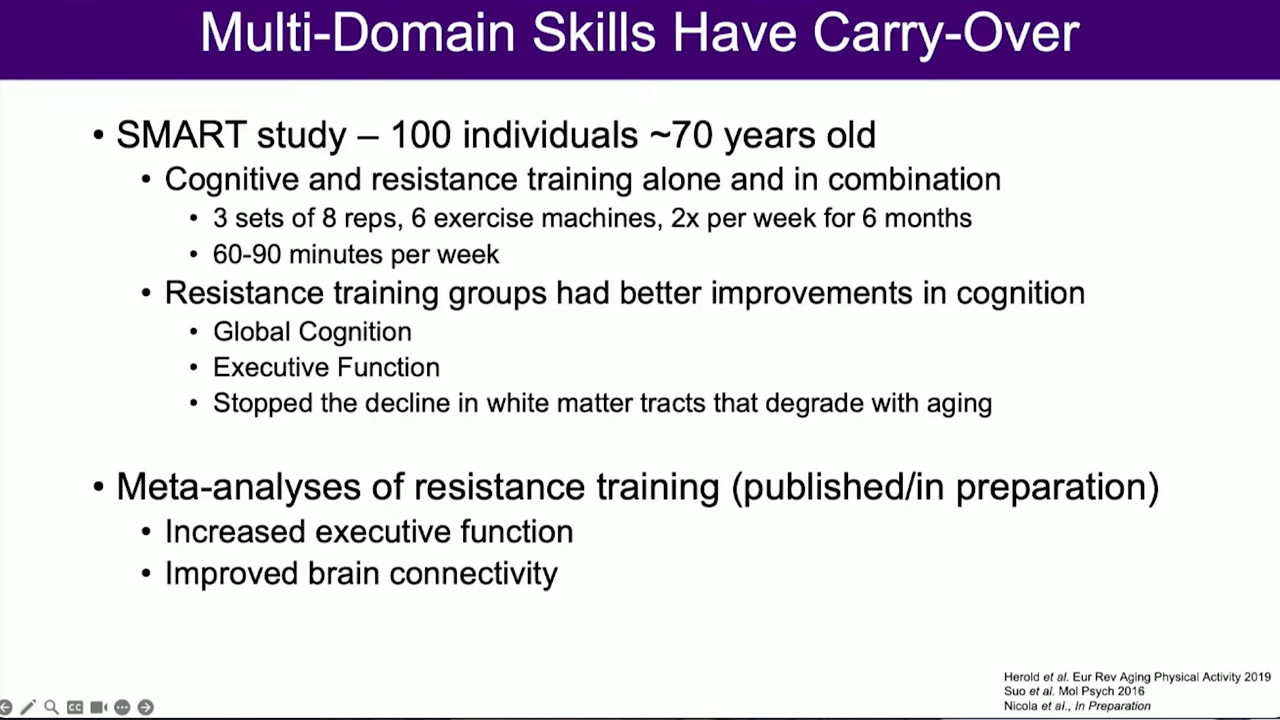 Multi-Domain Skills Have Carry-Over
• SMART study – 100 individuals ~70 years old
• Cognitive and resistance training alone and in combination
• 3 sets of 8 reps, 6 exercise machines, 2x per week for 6 months
• 60-90 minutes per week
• Resistance training groups had better improvements in cognition
• Global Cognition
• Executive Function
• Stopped the decline in white matter tracts that degrade with aging
• Meta-analyses of resistance training (published/in preparation)
• Increased executive function
• Improved brain connectivity
Herold et al. Eur Rev Aging Physical Activity 2019
Suo et al. Mol Psych 2016
Nicola et al., In Preparation
CC